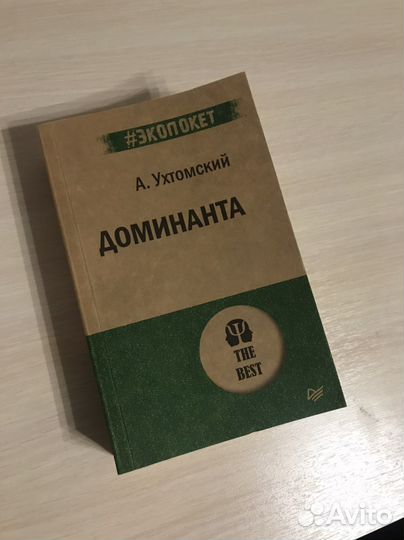 #ЭКОПОКЕТ
А. Ухтомский
ДОМИНАНТА
THE
BEST
Avito